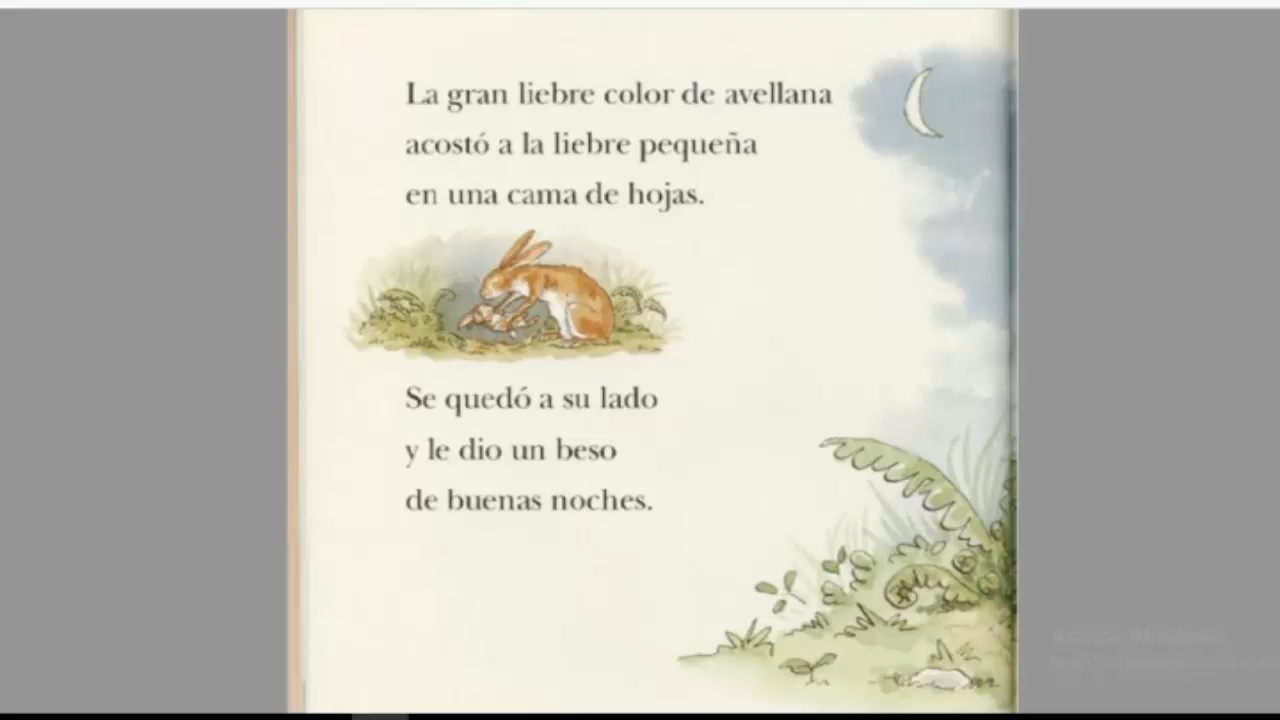 La gran liebre color de avellana
acostó a la liebre pequeña
en una cama de hojas.
Se quedó a su lado
y le dio un beso
de buenas noches.